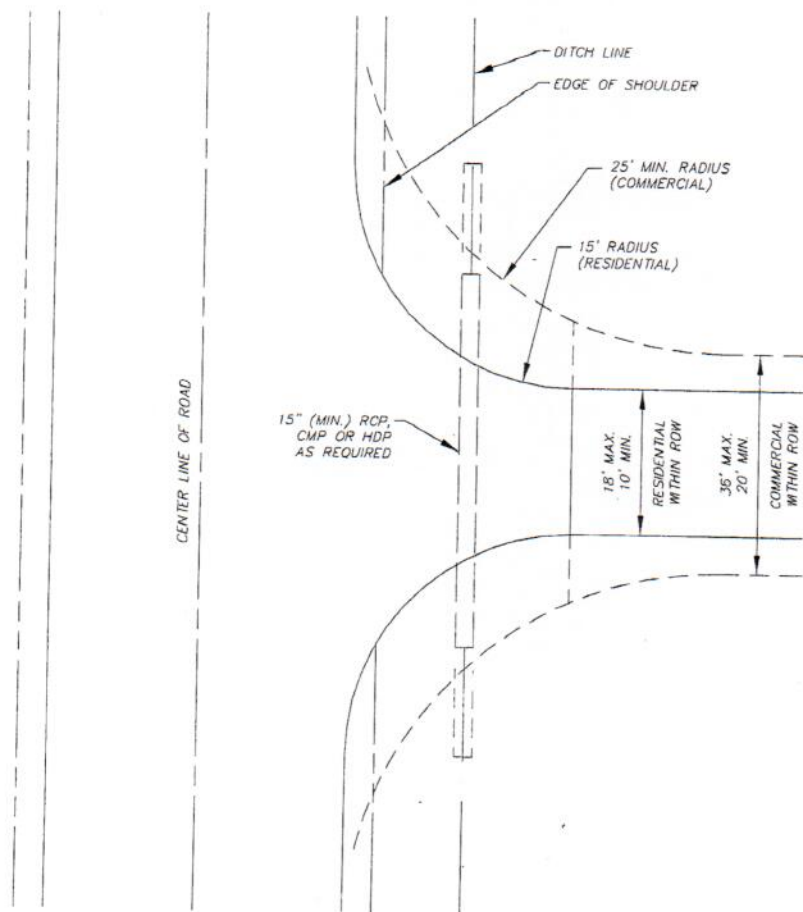 DITCH LINE
EDGE OF SHOULDER
25' MIN. RADIUS
(COMMERCIAL)
15' RADIUS
(RESIDENTIAL)
15" (MIN.) RCP,
CMP OR HDP
AS REQUIRED
CENTER LINE OF ROAD
18' MAX.
10' MIN.
RESIDENTIAL
WITHIN ROW
36' MAX.
20' MIN.
COMMERCIAL
WITHIN ROW